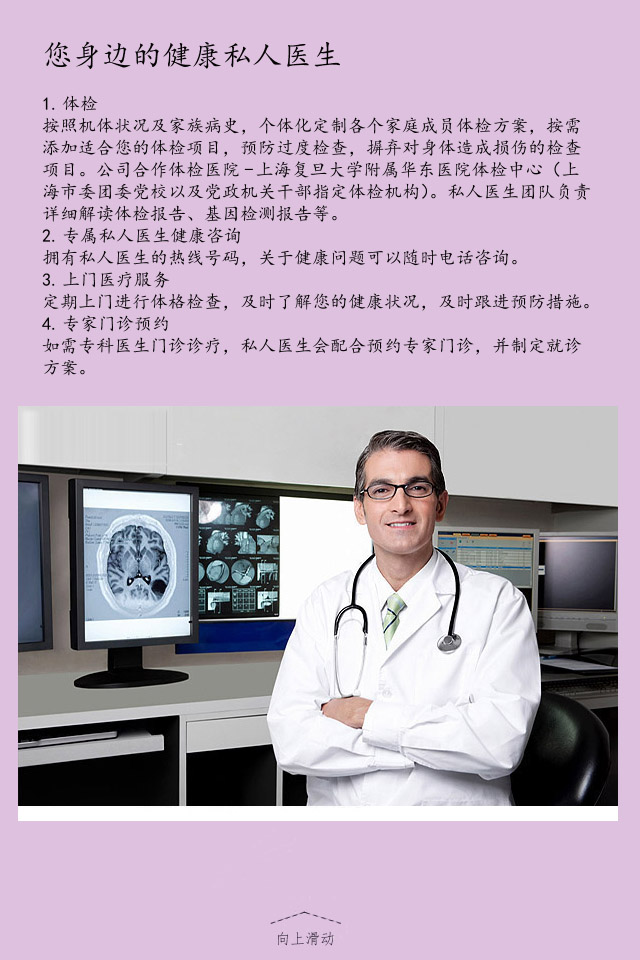 您身边的健康私人医生
1. 体检
按照机体状况及家族病史，个体化定制各个家庭成员体检方案，按需
添加适合您的体检项目，预防过度检查，摒弃对身体造成损伤的检查
项目。公司合作体检医院－上海复旦大学附属华东医院体检中心（上
海市委团委党校以及党政机关干部指定体检机构）。私人医生团队负责
详细解读体检报告、基因检测报告等。
2. 专属私人医生健康咨询
拥有私人医生的热线号码，关于健康问题可以随时电话咨询。
3. 上门医疗服务
定期上门进行体格检查，及时了解您的健康状况，及时跟进预防措施。
4. 专家门诊预约
如需专科医生门诊诊疗，私人医生会配合预约专家门诊，并制定就诊
方案。
向上滑动